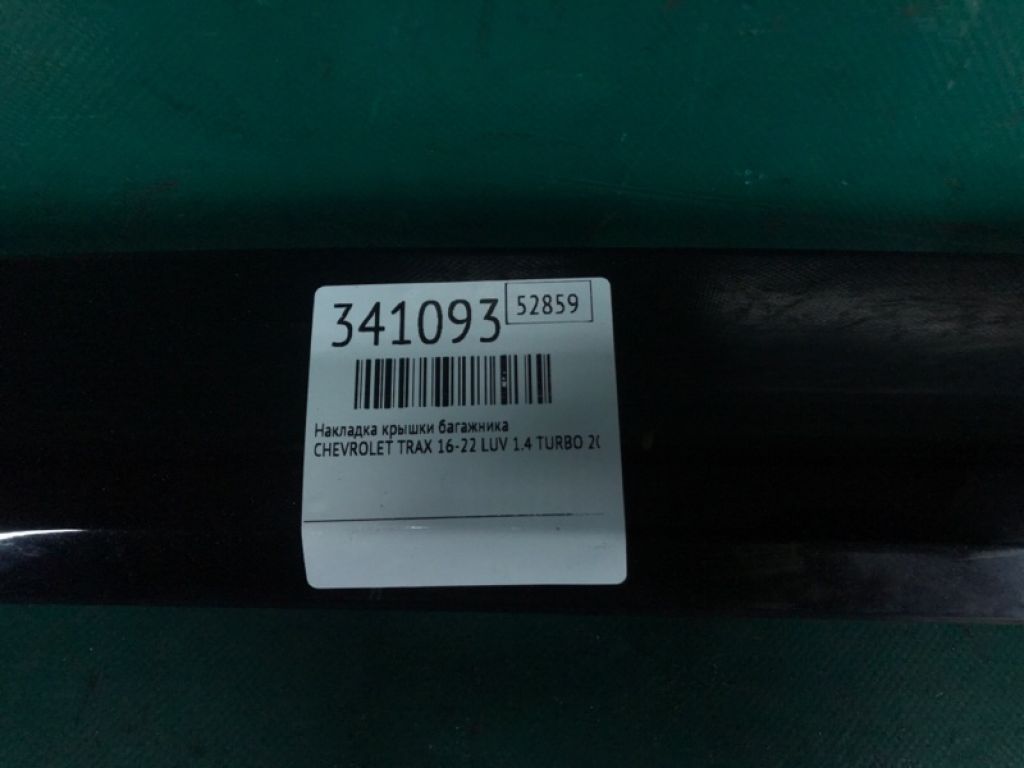 341093
52859
Накладка крышки багажника
CHEVROLET TRAX 16-22 LUV 1.4 TURBO